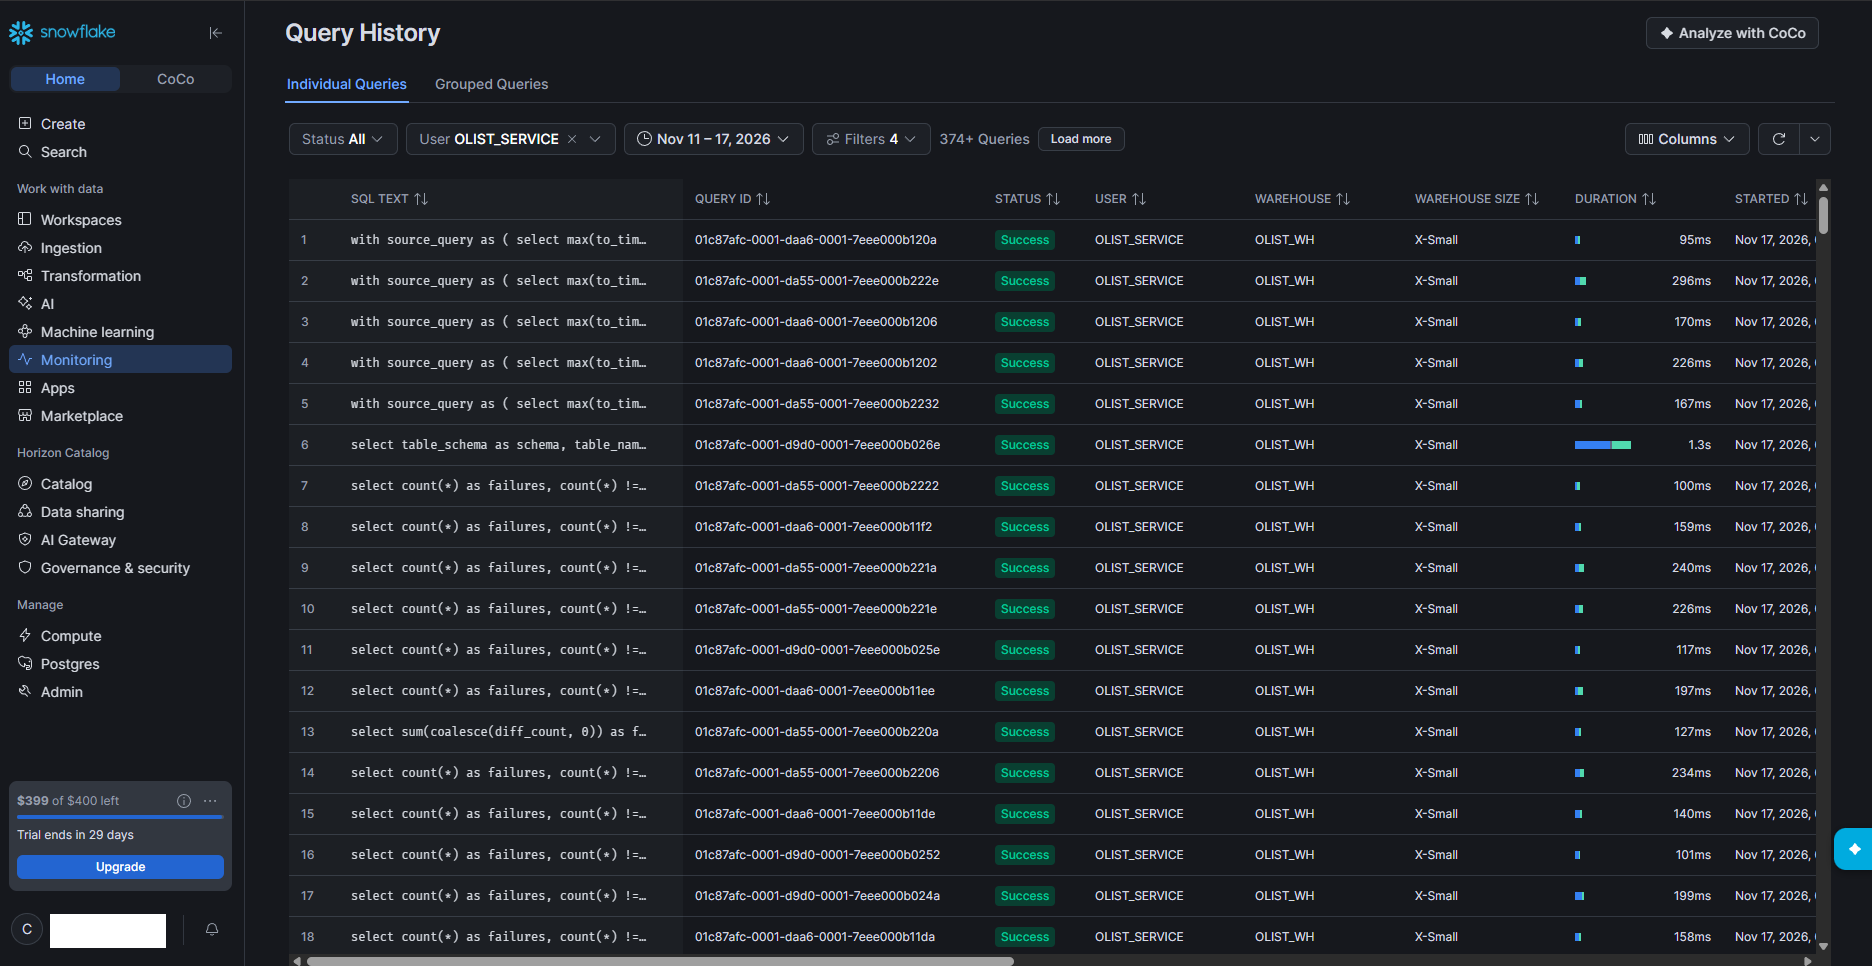 snowflake
Home CoCo
Create
Search
Work with data
Workspaces
Ingestion
Transformation
AI
Machine learning
Monitoring
Apps
Marketplace
Horizon Catalog
Catalog
Data sharing
AI Gateway
Governance & security
Manage
Compute
Postgres
Admin
$399 of $400 left
Trial ends in 29 days
Upgrade
C
Query History
Analyze with CoCo
Individual Queries Grouped Queries
Status All User OLIST_SERVICE Nov 11 – 17, 2026 Filters 4 374+ Queries Load more Columns
SQL TEXT QUERY ID STATUS USER WAREHOUSE WAREHOUSE SIZE DURATION STARTED
1 with source_query as ( select max(to_tim… 01c87afc-0001-daa6-0001-7eee000b120a Success OLIST_SERVICE OLIST_WH X-Small 95ms Nov 17, 2026,
2 with source_query as ( select max(to_tim… 01c87afc-0001-da55-0001-7eee000b222e Success OLIST_SERVICE OLIST_WH X-Small 296ms Nov 17, 2026,
3 with source_query as ( select max(to_tim… 01c87afc-0001-daa6-0001-7eee000b1206 Success OLIST_SERVICE OLIST_WH X-Small 170ms Nov 17, 2026,
4 with source_query as ( select max(to_tim… 01c87afc-0001-daa6-0001-7eee000b1202 Success OLIST_SERVICE OLIST_WH X-Small 226ms Nov 17, 2026,
5 with source_query as ( select max(to_tim… 01c87afc-0001-da55-0001-7eee000b2232 Success OLIST_SERVICE OLIST_WH X-Small 167ms Nov 17, 2026,
6 select table_schema as schema, table_nam… 01c87afc-0001-d9d0-0001-7eee000b026e Success OLIST_SERVICE OLIST_WH X-Small 1.3s Nov 17, 2026,
7 select count(*) as failures, count(*) !=… 01c87afc-0001-da55-0001-7eee000b2222 Success OLIST_SERVICE OLIST_WH X-Small 100ms Nov 17, 2026,
8 select count(*) as failures, count(*) !=… 01c87afc-0001-daa6-0001-7eee000b11f2 Success OLIST_SERVICE OLIST_WH X-Small 159ms Nov 17, 2026,
9 select count(*) as failures, count(*) !=… 01c87afc-0001-da55-0001-7eee000b221a Success OLIST_SERVICE OLIST_WH X-Small 240ms Nov 17, 2026,
10 select count(*) as failures, count(*) !=… 01c87afc-0001-da55-0001-7eee000b221e Success OLIST_SERVICE OLIST_WH X-Small 226ms Nov 17, 2026,
11 select count(*) as failures, count(*) !=… 01c87afc-0001-d9d0-0001-7eee000b025e Success OLIST_SERVICE OLIST_WH X-Small 117ms Nov 17, 2026,
12 select count(*) as failures, count(*) !=… 01c87afc-0001-daa6-0001-7eee000b11ee Success OLIST_SERVICE OLIST_WH X-Small 197ms Nov 17, 2026,
13 select sum(coalesce(diff_count, 0)) as f… 01c87afc-0001-da55-0001-7eee000b220a Success OLIST_SERVICE OLIST_WH X-Small 127ms Nov 17, 2026,
14 select count(*) as failures, count(*) !=… 01c87afc-0001-da55-0001-7eee000b2206 Success OLIST_SERVICE OLIST_WH X-Small 234ms Nov 17, 2026,
15 select count(*) as failures, count(*) !=… 01c87afc-0001-daa6-0001-7eee000b11de Success OLIST_SERVICE OLIST_WH X-Small 140ms Nov 17, 2026,
16 select count(*) as failures, count(*) !=… 01c87afc-0001-d9d0-0001-7eee000b0252 Success OLIST_SERVICE OLIST_WH X-Small 101ms Nov 17, 2026,
17 select count(*) as failures, count(*) !=… 01c87afc-0001-d9d0-0001-7eee000b024a Success OLIST_SERVICE OLIST_WH X-Small 199ms Nov 17, 2026,
18 select count(*) as failures, count(*) !=… 01c87afc-0001-daa6-0001-7eee000b11da Success OLIST_SERVICE OLIST_WH X-Small 158ms Nov 17, 2026,